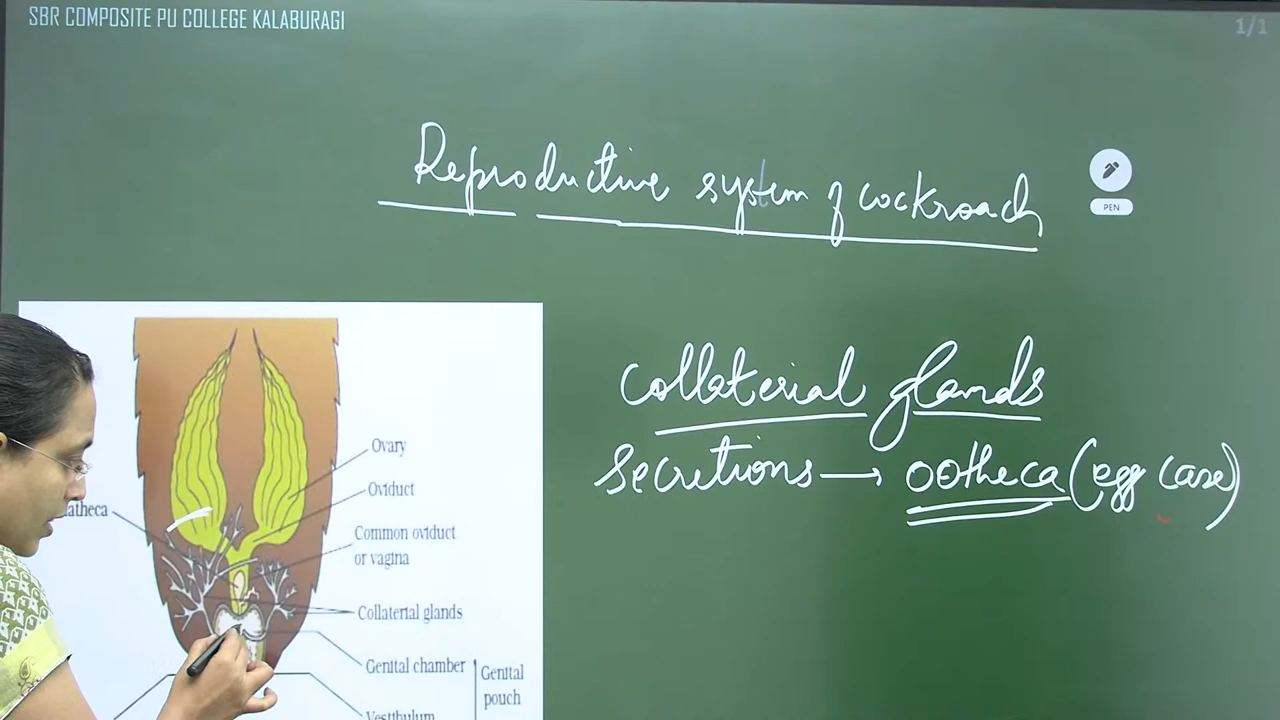 SBR COMPOSITE PU COLLEGE KALABURAGI
1/1
Reproductive system of cockroach
PEN
Collaterial glands
secretions → ootheca (egg case)
Ovary
Oviduct
Common oviduct
or vagina
Collaterial glands
Genital chamber
Genital
pouch
Vestibulum